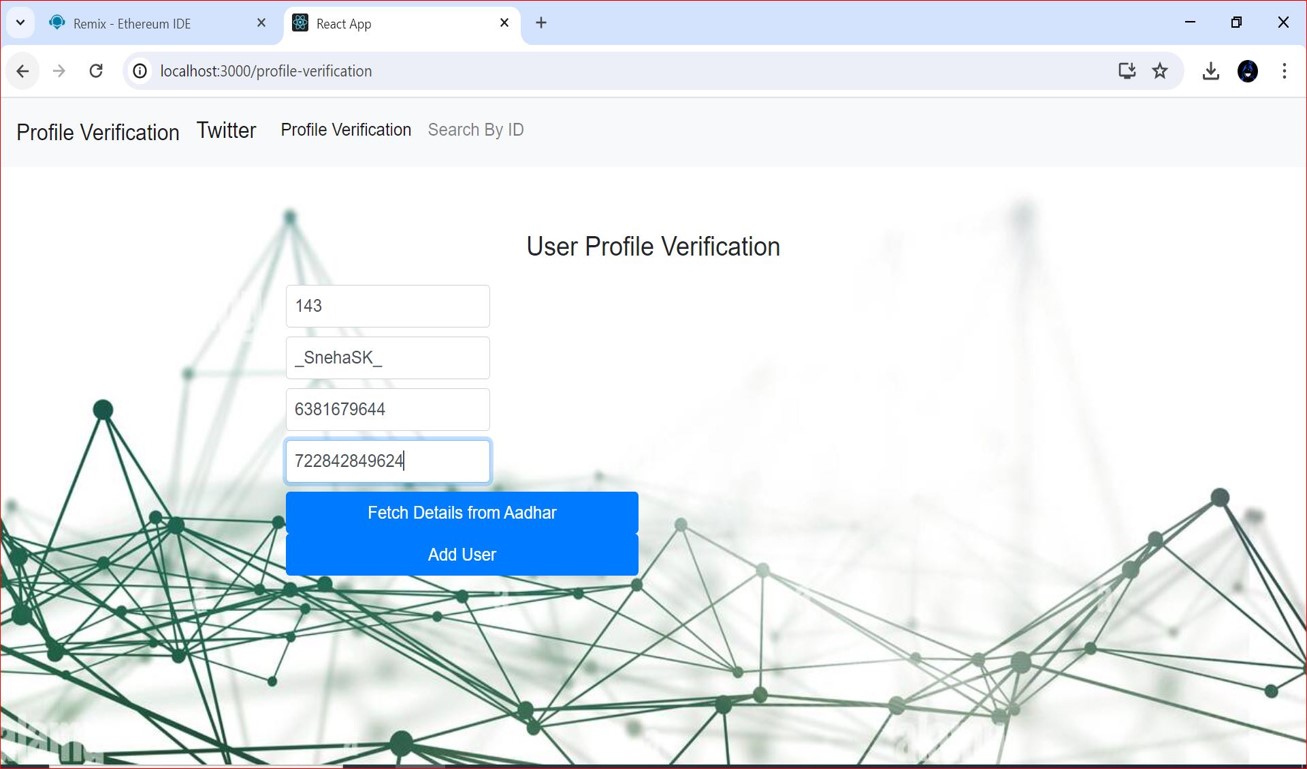 Remix - Ethereum IDE
React App
localhost:3000/profile-verification
Profile Verification Twitter Profile Verification Search By ID
User Profile Verification
143
_SnehaSK_
6381679644
722842849624
Fetch Details from Aadhar
Add User